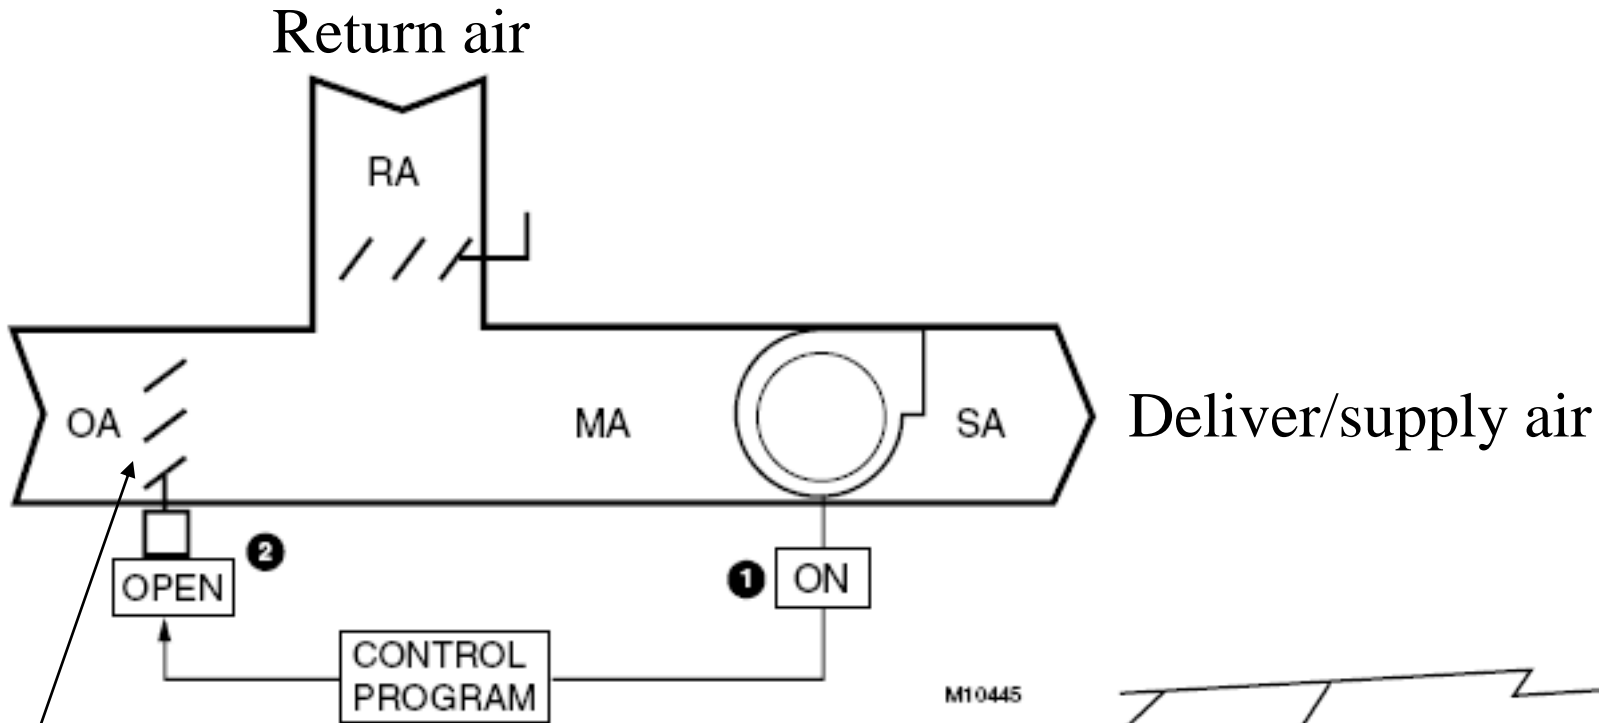 Return air
RA
OA
MA
SA
Deliver/supply air
2
OPEN
1
ON
CONTROL
PROGRAM
M10445